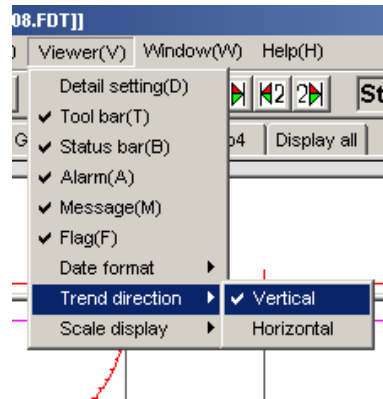 08.FDT]]
) Viewer(V) Window(W) Help(H)
Detail setting(D)
2 2 St
✔ Tool bar(T)
G ✔ Status bar(B) p4 Display all
✔ Alarm(A)
✔ Message(M)
✔ Flag(F)
Date format
Trend direction ✔ Vertical
Scale display Horizontal